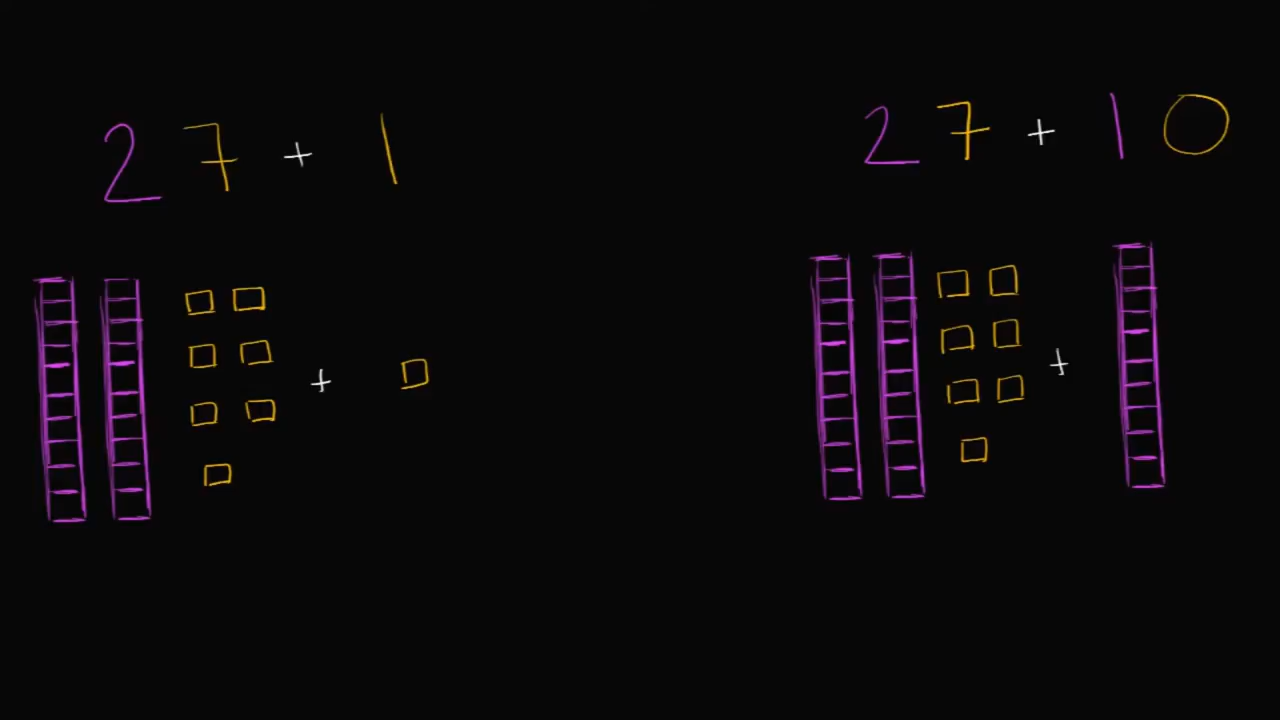 27 + 1
27 + 10
+
+